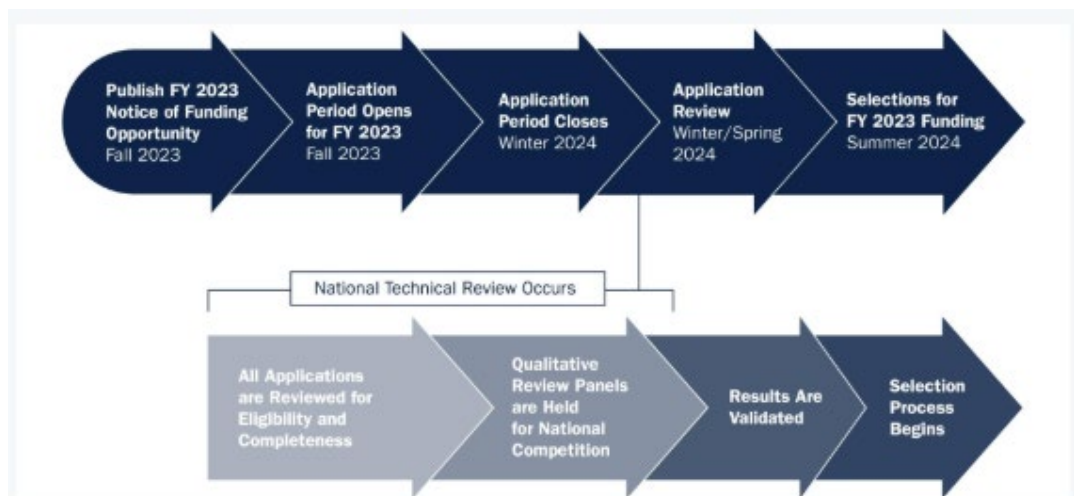 Publish FY 2023
Notice of Funding
Opportunity
Fall 2023
Application
Period Opens
for FY 2023
Fall 2023
Application
Period Closes
Winter 2024
Application
Review
Winter/Spring
2024
Selections for
FY 2023 Funding
Summer 2024
National Technical Review Occurs
All Applications
are Reviewed for
Eligibility and
Completeness
Qualitative
Review Panels
are Held
for National
Competition
Results Are
Validated
Selection
Process
Begins